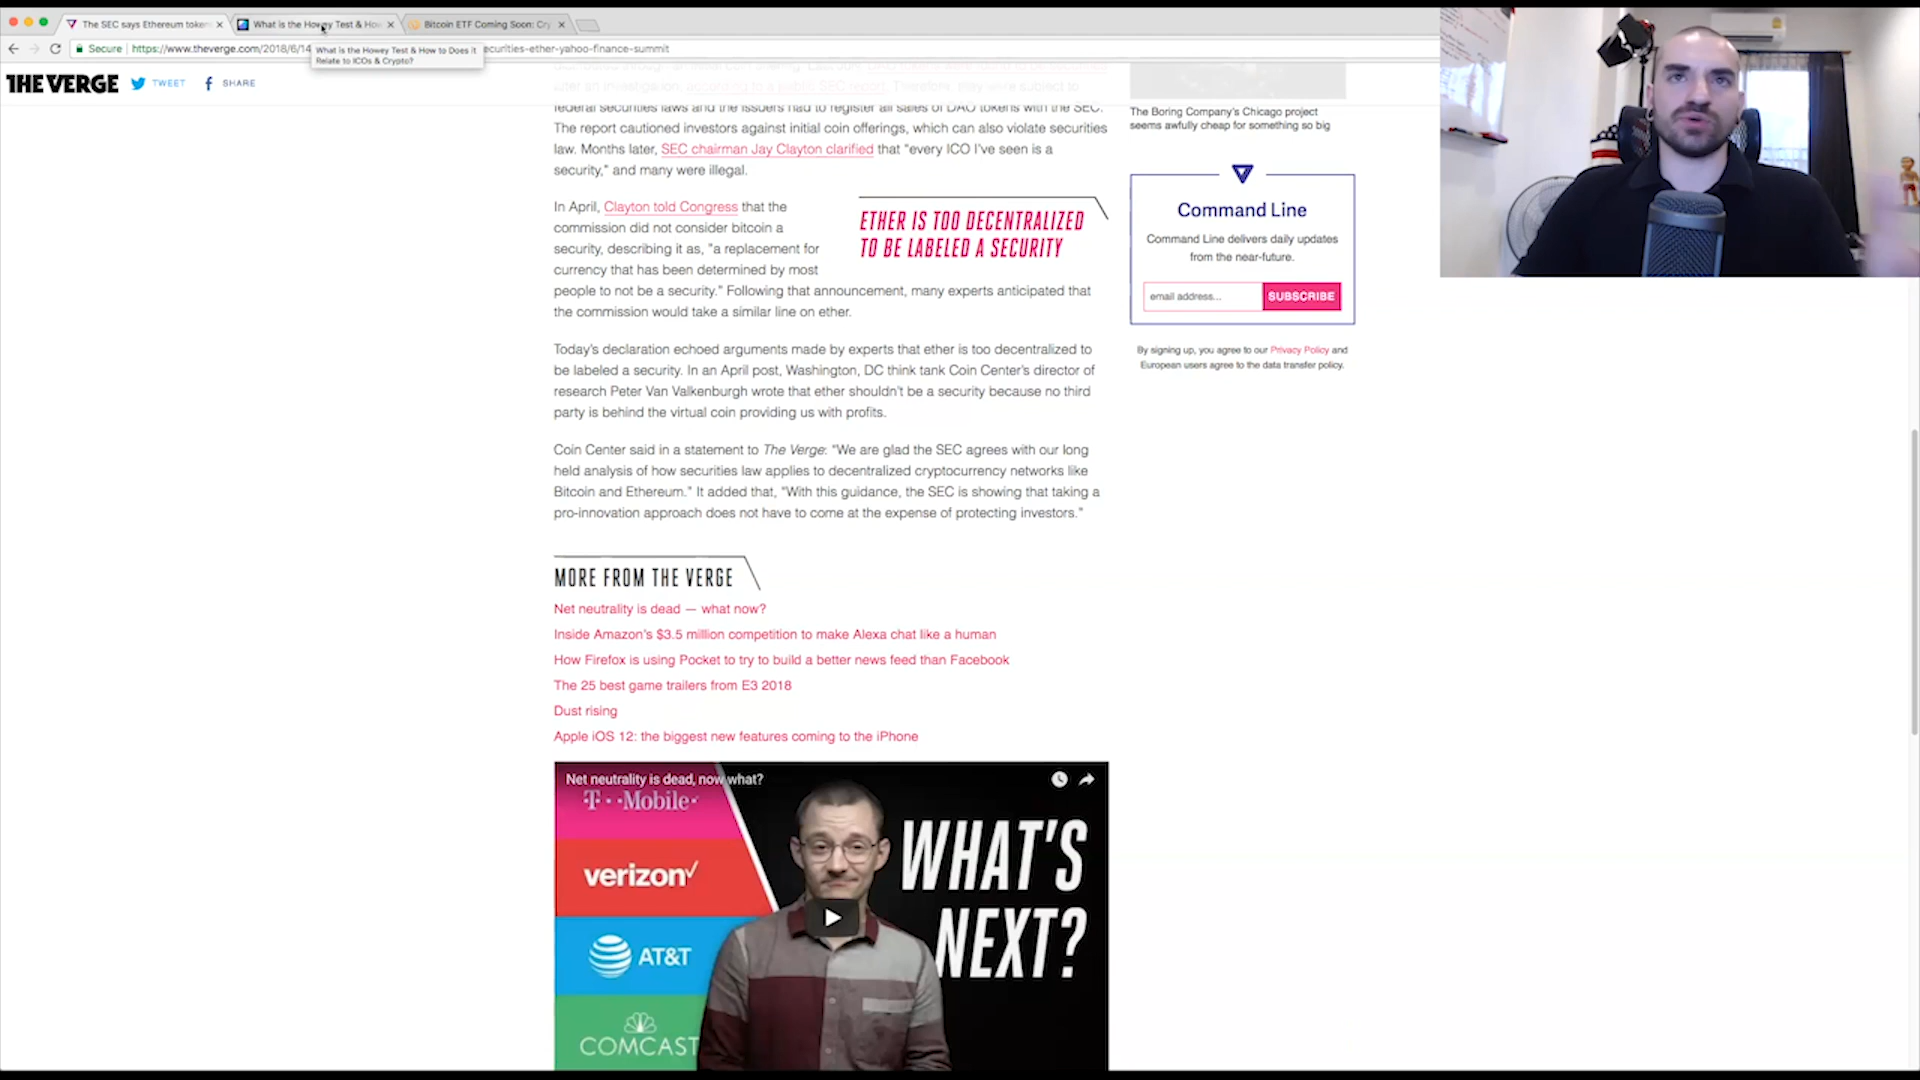 The SEC says Ethereum token
What is the Howey Test & How
Bitcoin ETF Coming Soon: Cry
Secure
https://www.theverge.com/2018/6/14
ecurities-ether-yahoo-finance-summit
What is the Howey Test & How to Does it
Relate to ICOs & Crypto?
THE VERGE
TWEET
SHARE
federal securities laws and the issuers had to register all sales of DAO tokens with the SEC.
The report cautioned investors against initial coin offerings, which can also violate securities
law. Months later, SEC chairman Jay Clayton clarified that "every ICO I've seen is a
security," and many were illegal.
In April, Clayton told Congress that the
commission did not consider bitcoin a
security, describing it as, "a replacement for
currency that has been determined by most
people to not be a security." Following that announcement, many experts anticipated that
the commission would take a similar line on ether.
ETHER IS TOO DECENTRALIZED
TO BE LABELED A SECURITY
Today's declaration echoed arguments made by experts that ether is too decentralized to
be labeled a security. In an April post, Washington, DC think tank Coin Center's director of
research Peter Van Valkenburgh wrote that ether shouldn't be a security because no third
party is behind the virtual coin providing us with profits.
Coin Center said in a statement to The Verge: "We are glad the SEC agrees with our long
held analysis of how securities law applies to decentralized cryptocurrency networks like
Bitcoin and Ethereum." It added that, "With this guidance, the SEC is showing that taking a
pro-innovation approach does not have to come at the expense of protecting investors."
MORE FROM THE VERGE
Net neutrality is dead — what now?
Inside Amazon's $3.5 million competition to make Alexa chat like a human
How Firefox is using Pocket to try to build a better news feed than Facebook
The 25 best game trailers from E3 2018
Dust rising
Apple iOS 12: the biggest new features coming to the iPhone
Net neutrality is dead, now what?
T··Mobile·
verizon
AT&T
COMCAST
WHAT'S
NEXT?
The Boring Company's Chicago project
seems awfully cheap for something so big
Command Line
Command Line delivers daily updates
from the near-future.
email address...
SUBSCRIBE
By signing up, you agree to our Privacy Policy and
European users agree to the data transfer policy.